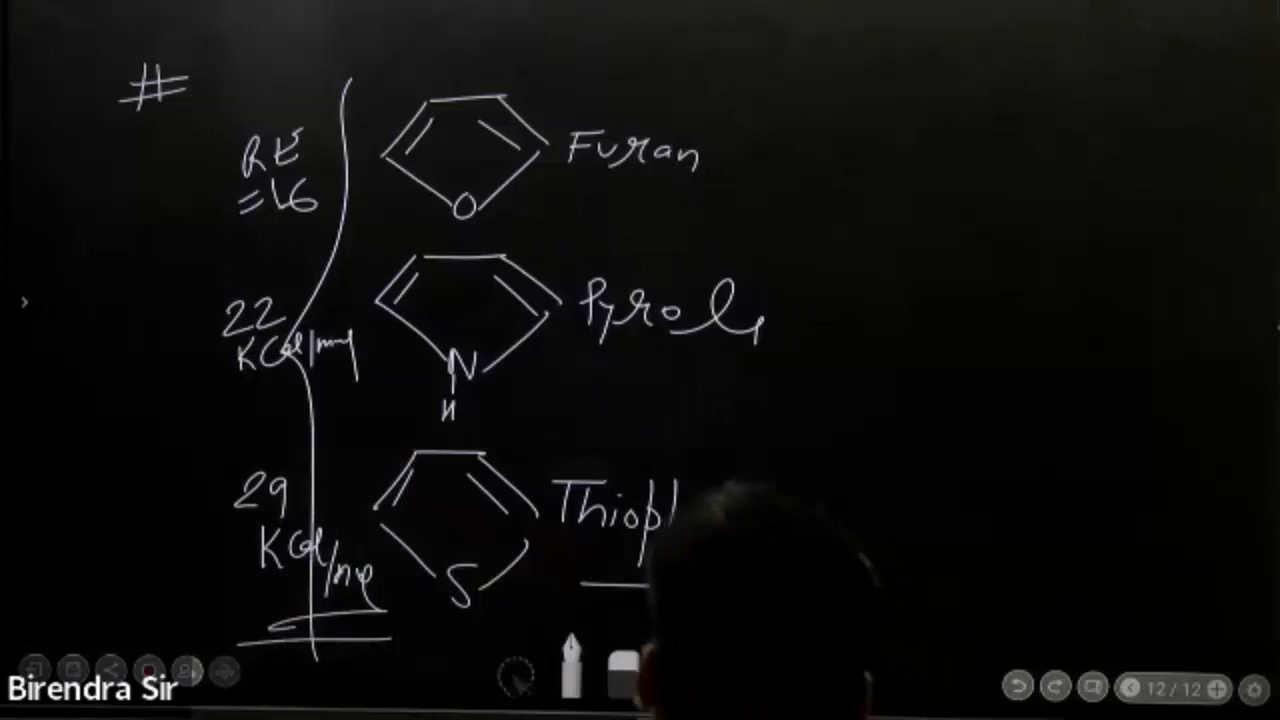 #
RE
=16
Furan
O
22
KCal/mol
Pyrole
N
H
29
KCal/mol
S
Birendra Sir
12 / 12